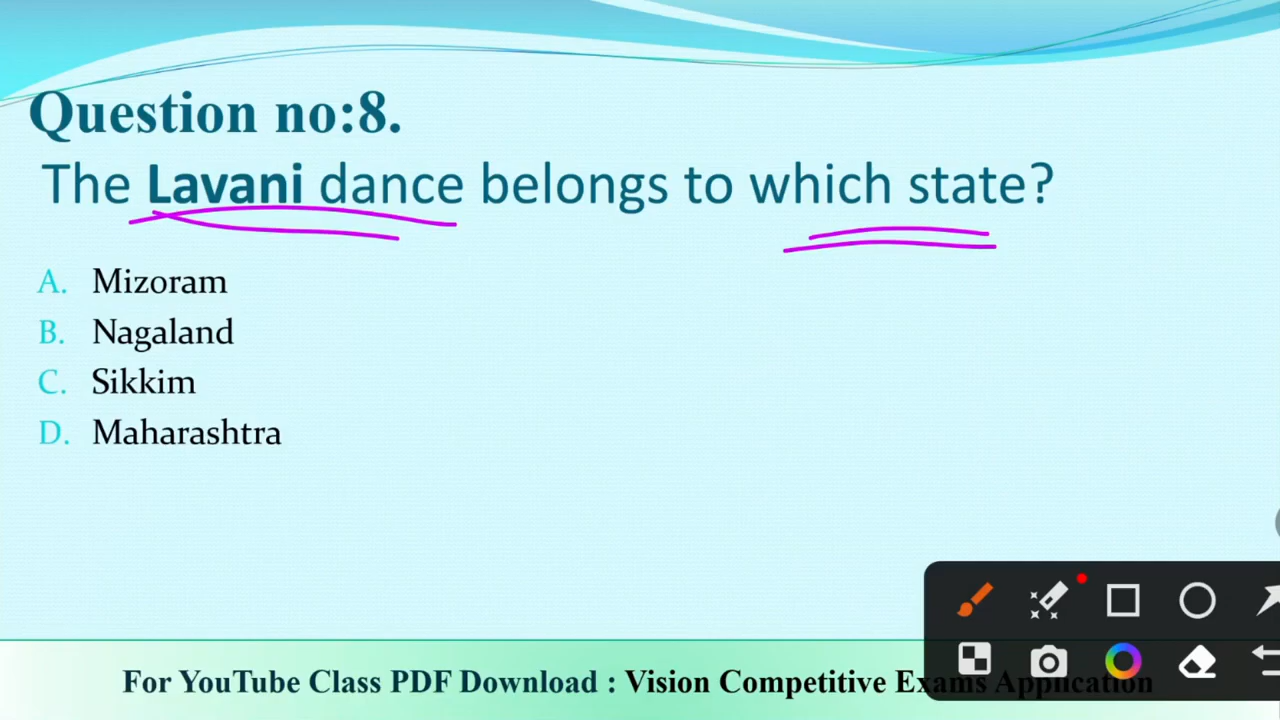 Question no:8.
The Lavani dance belongs to which state?
A. Mizoram
B. Nagaland
C. Sikkim
D. Maharashtra
For YouTube Class PDF Download : Vision Competitive Exams Application